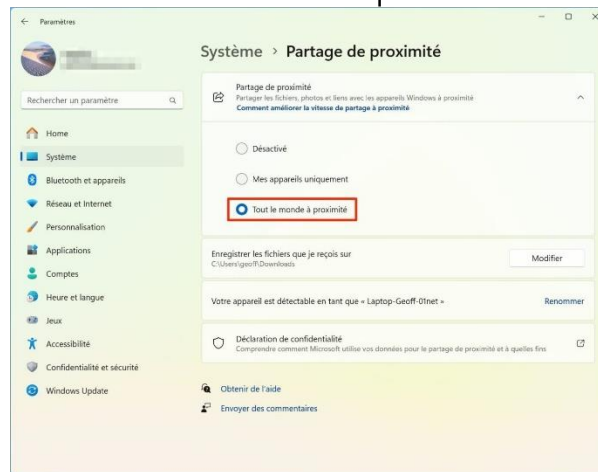 Paramètres
Système > Partage de proximité
Rechercher un paramètre
Home
Système
Bluetooth et appareils
Réseau et Internet
Personnalisation
Applications
Comptes
Heure et langue
Jeux
Accessibilité
Confidentialité et sécurité
Windows Update
Partage de proximité
Partager les fichiers, photos et liens avec les appareils Windows à proximité
Comment améliorer la vitesse de partage à proximité
Désactivé
Mes appareils uniquement
Tout le monde à proximité
Enregistrer les fichiers que je reçois sur
C:\Users\geoff\Downloads
Modifier
Votre appareil est détectable en tant que « Laptop-Geoff-01net »
Renommer
Déclaration de confidentialité
Comprendre comment Microsoft utilise vos données pour le partage de proximité et à quelles fins
Obtenir de l'aide
Envoyer des commentaires